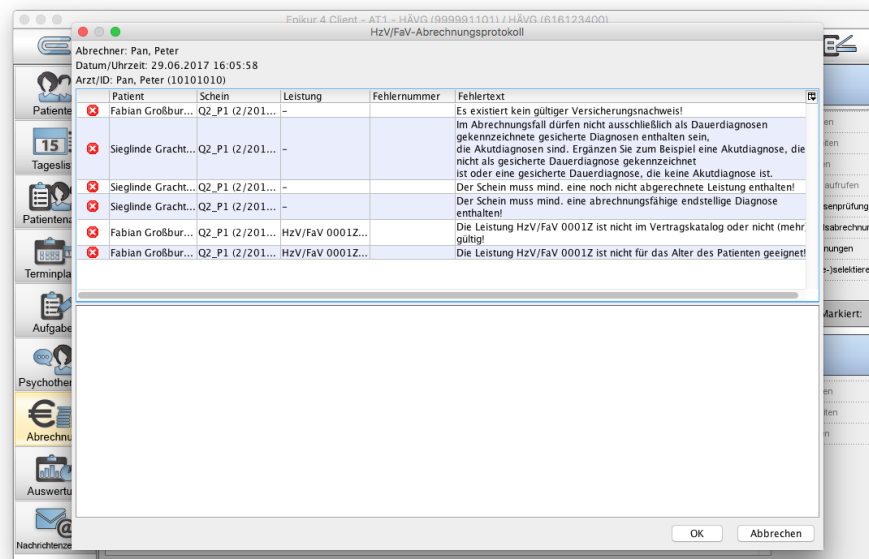 Epikur 4 Client - AT1 - HÄVG (999991101) / HÄVG (616123400)
HzV/FaV-Abrechnungsprotokoll
Abrechner: Pan, Peter
Datum/Uhrzeit: 29.06.2017 16:05:58
Arzt/ID: Pan, Peter (10101010)
Patient Schein Leistung Fehlernummer Fehlertext
Fabian Großbur... Q2_P1 (2/201... – Es existiert kein gültiger Versicherungsnachweis!
Im Abrechnungsfall dürfen nicht ausschließlich als Dauerdiagnosen
gekennzeichnete gesicherte Diagnosen enthalten sein,
Sieglinde Gracht... Q2_P1 (2/201... – die Akutdiagnosen sind. Ergänzen Sie zum Beispiel eine Akutdiagnose, die
nicht als gesicherte Dauerdiagnose gekennzeichnet
ist oder eine gesicherte Dauerdiagnose, die keine Akutdiagnose ist.
Sieglinde Gracht... Q2_P1 (2/201... – Der Schein muss mind. eine noch nicht abgerechnete Leistung enthalten!
Sieglinde Gracht... Q2_P1 (2/201... – Der Schein muss mind. eine abrechnungsfähige endstellige Diagnose
enthalten!
Fabian Großbur... Q2_P1 (2/201... HzV/FaV 0001Z... Die Leistung HzV/FaV 0001Z ist nicht im Vertragskatalog oder nicht (mehr)
gültig!
Fabian Großbur... Q2_P1 (2/201... HzV/FaV 0001Z... Die Leistung HzV/FaV 0001Z ist nicht für das Alter des Patienten geeignet!
OK Abbrechen
Patiente
15
Tageslis
Patientena
Terminpla
Aufgabe
Psychother
Abrechnu
Auswertu
Nachrichtenze
en
iten
en
aufrufen
senprüfung
lsabrechnun
nungen
e-)selektiere
Markiert:
en
iten
n